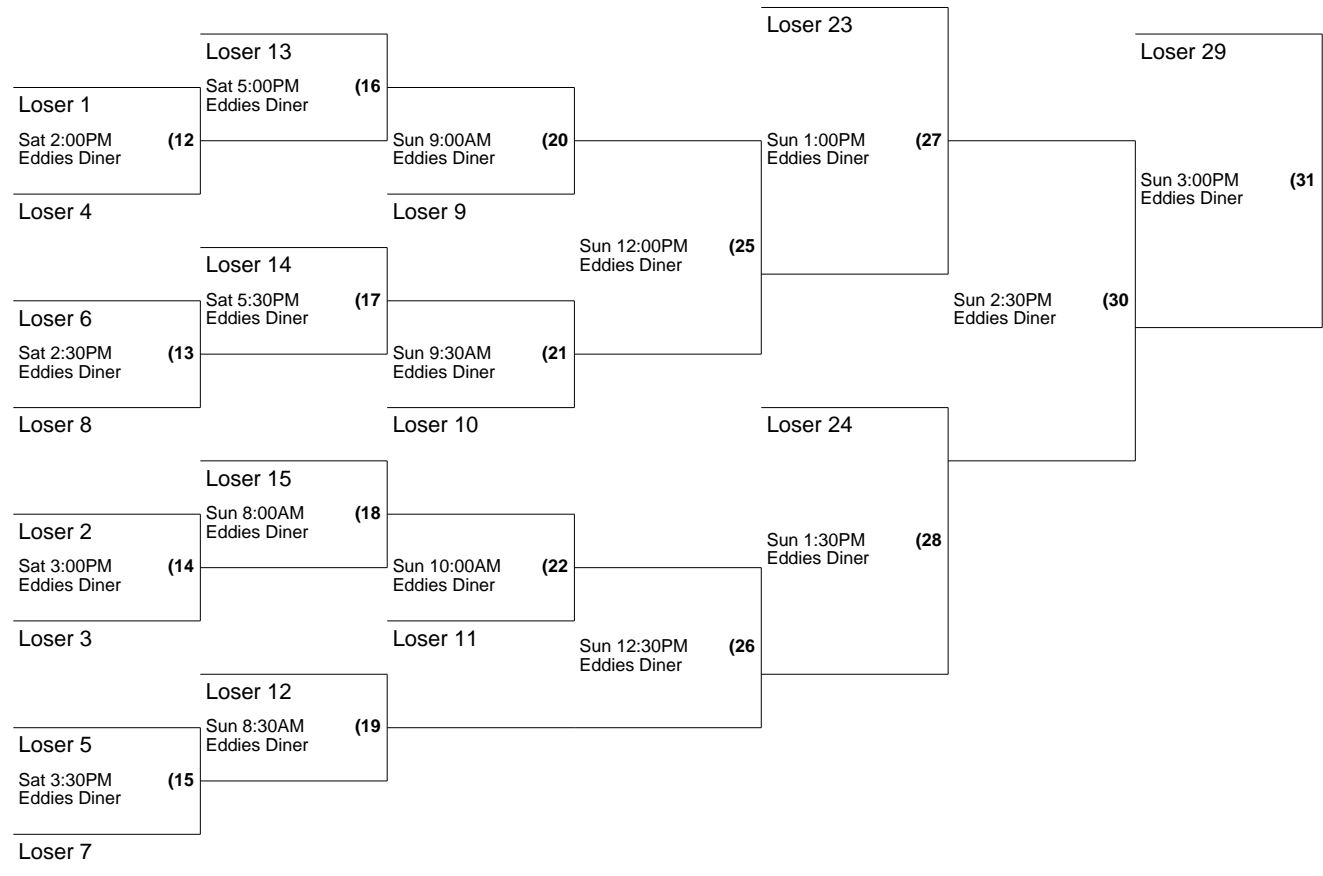 Loser 1
Sat 2:00PM (12
Eddies Diner
Loser 4
Loser 6
Sat 2:30PM (13
Eddies Diner
Loser 8
Loser 2
Sat 3:00PM (14
Eddies Diner
Loser 3
Loser 5
Sat 3:30PM (15
Eddies Diner
Loser 7
Loser 13
Sat 5:00PM (16
Eddies Diner
Loser 14
Sat 5:30PM (17
Eddies Diner
Loser 15
Sun 8:00AM (18
Eddies Diner
Loser 12
Sun 8:30AM (19
Eddies Diner
Sun 9:00AM (20
Eddies Diner
Loser 9
Sun 9:30AM (21
Eddies Diner
Loser 10
Sun 10:00AM (22
Eddies Diner
Loser 11
Sun 12:00PM (25
Eddies Diner
Sun 12:30PM (26
Eddies Diner
Loser 23
Sun 1:00PM (27
Eddies Diner
Loser 24
Sun 1:30PM (28
Eddies Diner
Sun 2:30PM (30
Eddies Diner
Loser 29
Sun 3:00PM (31
Eddies Diner